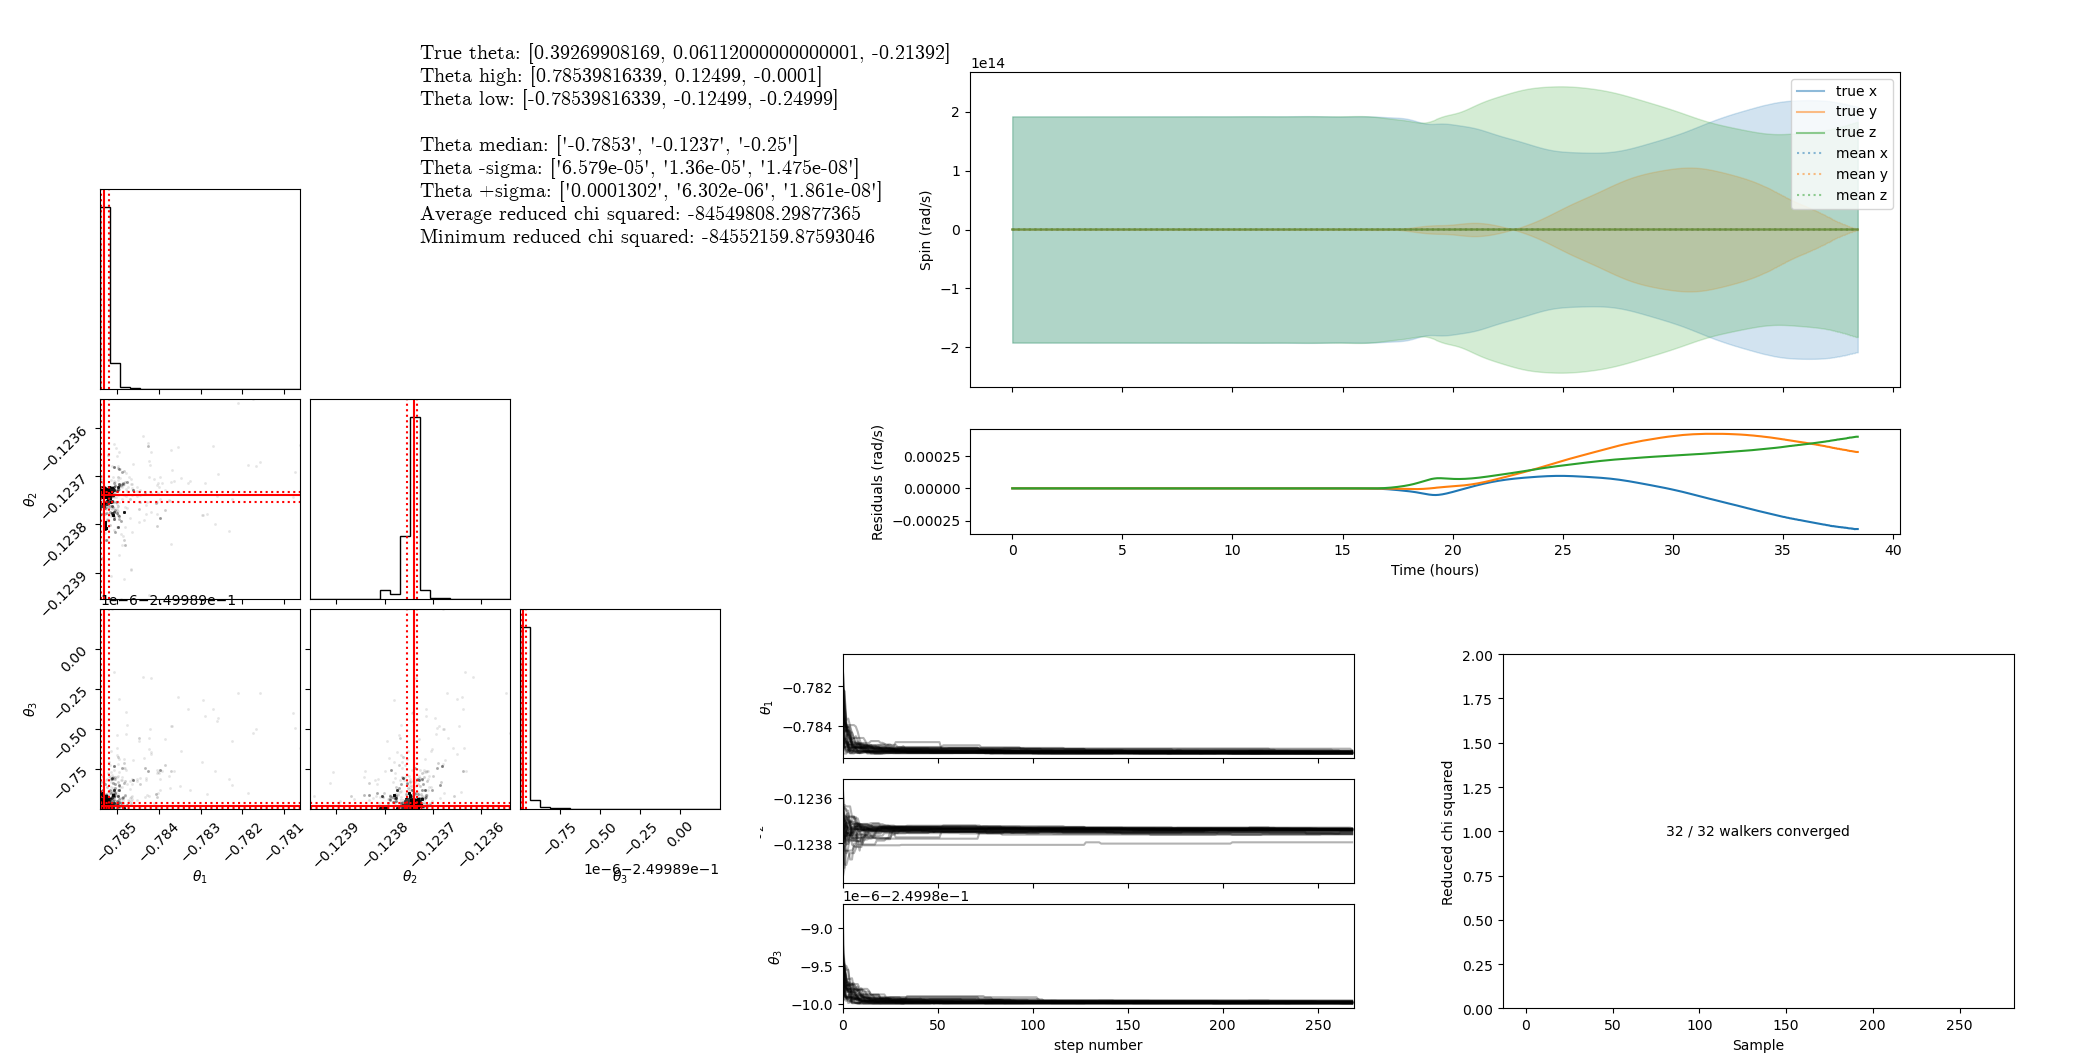 True theta: [0.39269908169, 0.06112000000000001, -0.21392]
Theta high: [0.78539816339, 0.12499, -0.0001]
Theta low: [-0.78539816339, -0.12499, -0.24999]
Theta median: ['-0.7853', '-0.1237', '-0.25']
Theta -sigma: ['6.579e-05', '1.36e-05', '1.475e-08']
Theta +sigma: ['0.0001302', '6.302e-06', '1.861e-08']
Average reduced chi squared: -84549808.29877365
Minimum reduced chi squared: -84552159.87593046
1e14
2
1
0
−1
−2
Spin (rad/s)
true x
true y
true z
mean x
mean y
mean z
0.00025
0.00000
−0.00025
Residuals (rad/s)
0 5 10 15 20 25 30 35 40
Time (hours)
−0.1236
−0.1237
−0.1238
−0.1239
θ2
1e−6−2.49989e−1
0.00
−0.25
−0.50
−0.75
θ3
−0.785 −0.784 −0.783 −0.782 −0.781
θ1
−0.1239 −0.1238 −0.1237 −0.1236
θ2
−0.75 −0.50 −0.25 0.00
1e−6−2.49989e−1
θ3
−0.782
−0.784
θ1
−0.1236
−0.1238
1e−6−2.4998e−1
−9.0
−9.5
−10.0
θ3
0 50 100 150 200 250
step number
2.00
1.75
1.50
1.25
1.00
0.75
0.50
0.25
0.00
Reduced chi squared
32 / 32 walkers converged
0 50 100 150 200 250
Sample